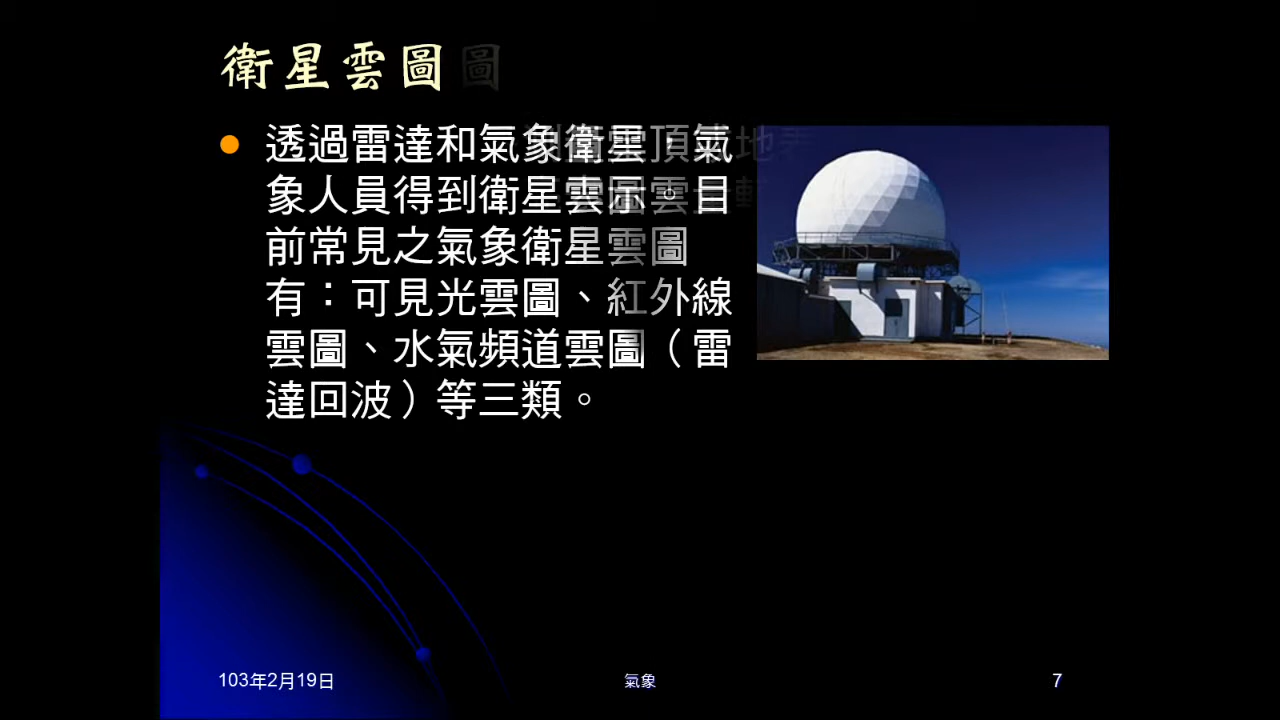 衛星雲圖
透過雷達和氣象衛星，氣
象人員得到衛星雲示。目
前常見之氣象衛星雲圖
有：可見光雲圖、紅外線
雲圖、水氣頻道雲圖（雷
達回波）等三類。
103年2月19日
氣象
7